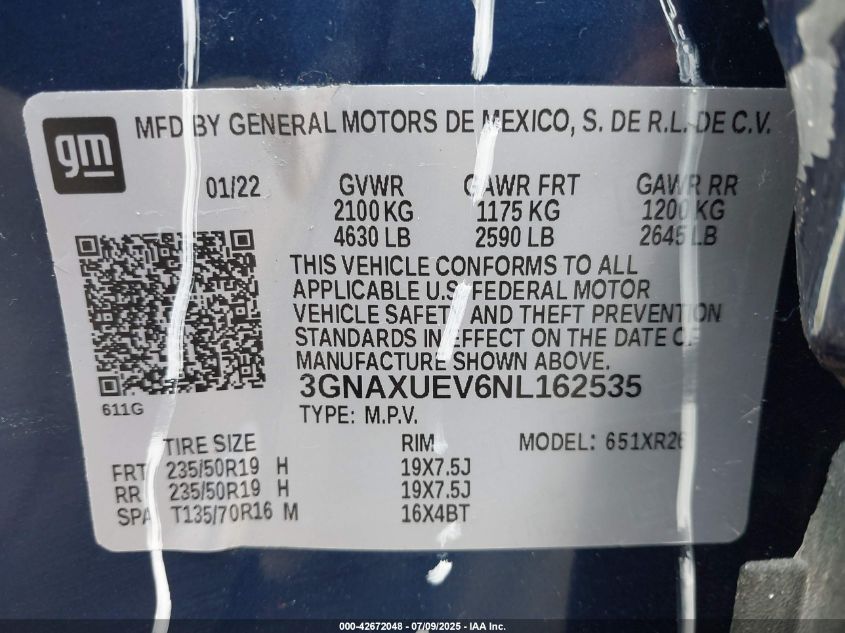 gm
MFD BY GENERAL MOTORS DE MEXICO, S. DE R.L. DE C.V.
01/22 GVWR GAWR FRT GAWR RR
2100 KG 1175 KG 1200 KG
4630 LB 2590 LB 2645 LB
THIS VEHICLE CONFORMS TO ALL
APPLICABLE U.S. FEDERAL MOTOR
VEHICLE SAFETY AND THEFT PREVENTION
STANDARDS IN EFFECT ON THE DATE OF
MANUFACTURE SHOWN ABOVE.
3GNAXUEV6NL162535
611G
TYPE: M.P.V.
TIRE SIZE RIM MODEL: 651XR26
FRT 235/50R19 H 19X7.5J
RR 235/50R19 H 19X7.5J
SPA T135/70R16 M 16X4BT
000-42672048 - 07/09/2025 - IAA Inc.